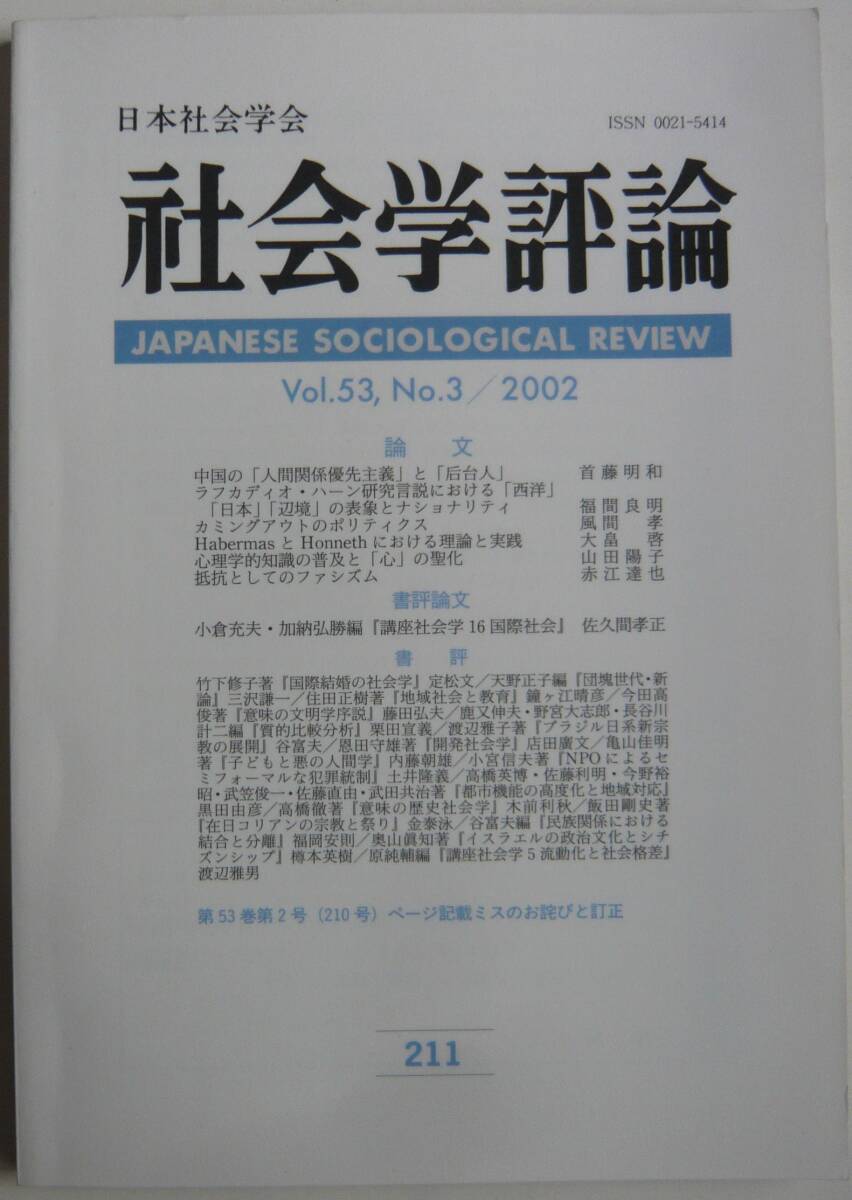 日本社会学会
ISSN 0021-5414
社会学評論
JAPANESE SOCIOLOGICAL REVIEW
Vol.53, No.3／2002
論 文
中国の「人間関係優先主義」と「后台人」 首藤明和
ラフカディオ・ハーン研究言説における「西洋」
「日本」「辺境」の表象とナショナリティ 福間良明
カミングアウトのポリティクス 風間 孝
HabermasとHonnethにおける理論と実践 大畠 啓
心理学的知識の普及と「心」の聖化 山田陽子
抵抗としてのファシズム 赤江達也
書評論文
小倉充夫・加納弘勝編『講座社会学16国際社会』 佐久間孝正
書 評
竹下修子著『国際結婚の社会学』定松文／天野正子編『団塊世代・新
論』三沢謙一／住田正樹著『地域社会と教育』鐘ヶ江晴彦／今田高
俊著『意味の文明学序説』藤田弘夫／鹿又伸夫・野宮大志郎・長谷川
計二編『質的比較分析』栗田宣義／渡辺雅子著『ブラジル日系新宗
教の展開』谷富夫／恩田守雄著『開発社会学』店田廣文／亀山佳明
著『子どもと悪の人間学』内藤朝雄／小宮信夫著『NPOによるセ
ミフォーマルな犯罪統制』土井隆義／高橋英博・佐藤利明・今野裕
昭・武笠俊一・佐藤直由・武田共治著『都市機能の高度化と地域対応』
黒田由彦／高橋徹著『意味の歴史社会学』木前利秋／飯田剛史著
『在日コリアンの宗教と祭り』金泰泳／谷富夫編『民族関係における
結合と分離』福岡安則／奥山眞知著『イスラエルの政治文化とシチ
ズンシップ』樽本英樹／原純輔編『講座社会学5流動化と社会格差』
渡辺雅男
第53巻第2号（210号）ページ記載ミスのお詫びと訂正
211